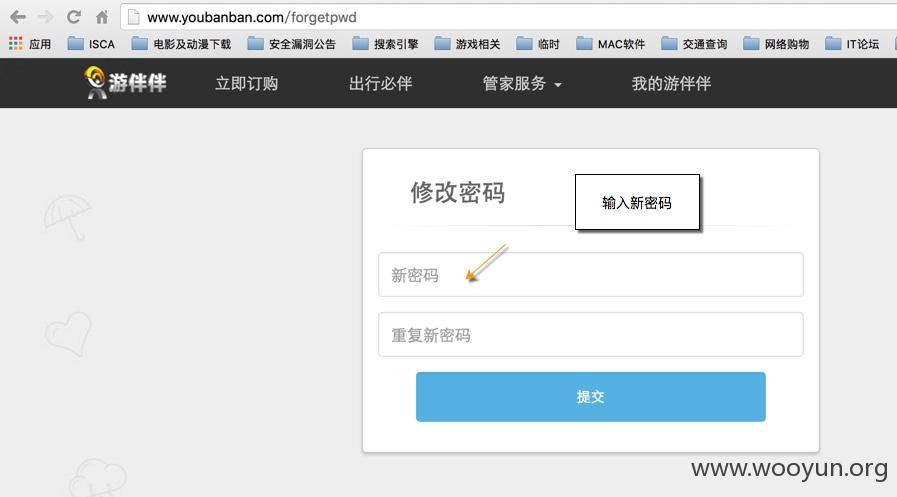 www.youbanban.com/forgetpwd
应用 ISCA 电影及动漫下载 安全漏洞公告 搜索引擎 游戏相关 临时 MAC软件 交通查询 网络购物 IT论坛
游伴伴 立即订购 出行必伴 管家服务 我的游伴伴
修改密码
输入新密码
新密码
重复新密码
提交
www.wooyun.org